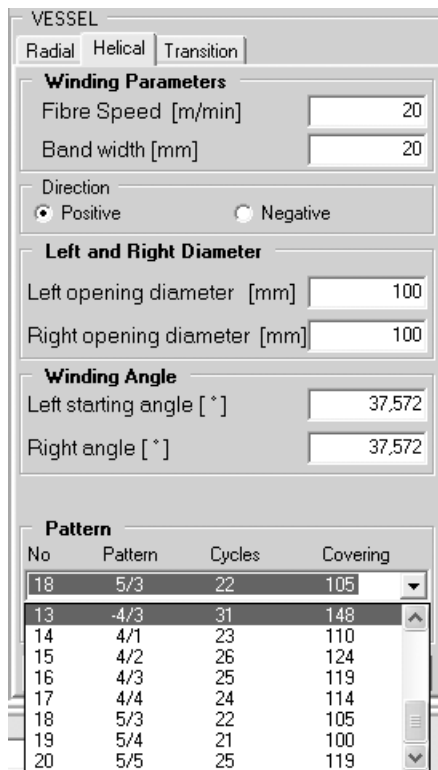 VESSEL
Radial Helical Transition
Winding Parameters
Fibre Speed [m/min] 20
Band width [mm] 20
Direction
Positive Negative
Left and Right Diameter
Left opening diameter [mm] 100
Right opening diameter [mm] 100
Winding Angle
Left starting angle [°] 37,572
Right angle [°] 37,572
Pattern
No Pattern Cycles Covering
18 5/3 22 105
13 -4/3 31 148
14 4/1 23 110
15 4/2 26 124
16 4/3 25 119
17 4/4 24 114
18 5/3 22 105
19 5/4 21 100
20 5/5 25 119